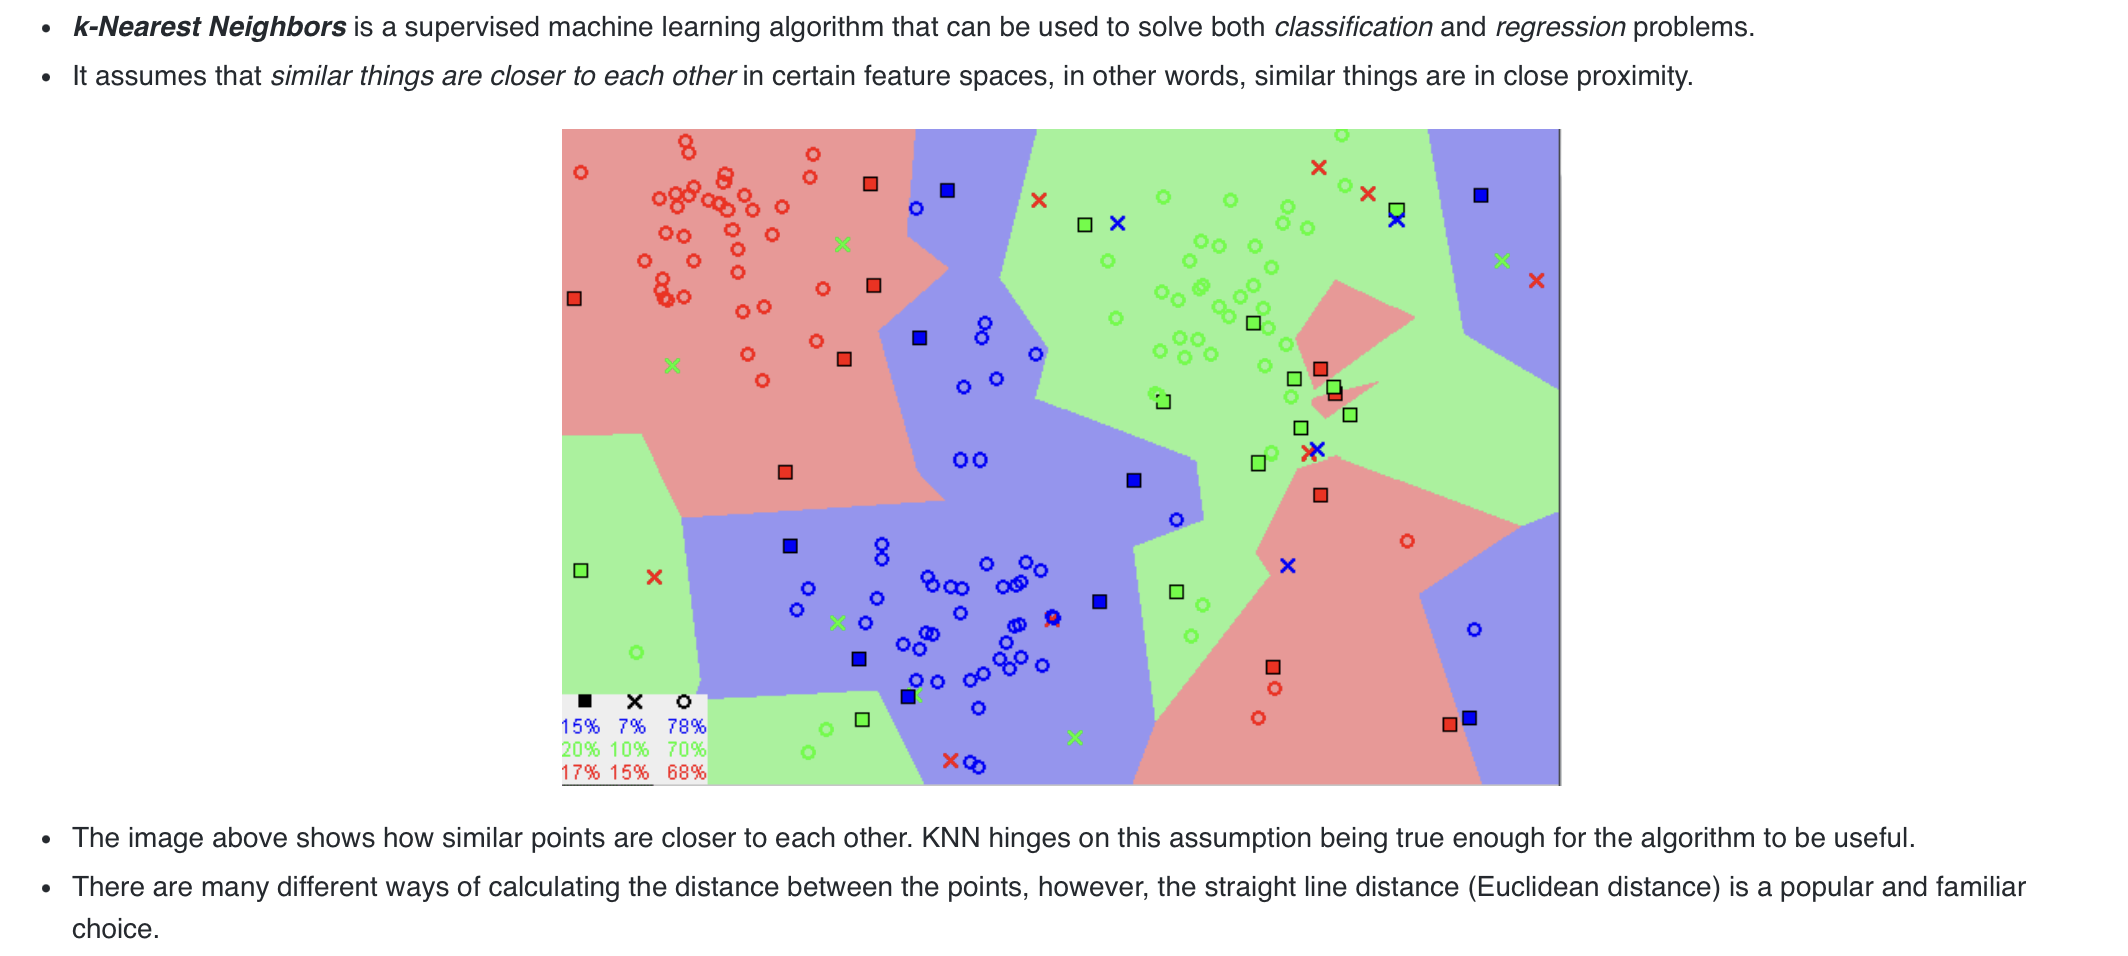 k-Nearest Neighbors is a supervised machine learning algorithm that can be used to solve both classification and regression problems.
It assumes that similar things are closer to each other in certain feature spaces, in other words, similar things are in close proximity.
15% 7% 78%
20% 10% 70%
17% 15% 68%
The image above shows how similar points are closer to each other. KNN hinges on this assumption being true enough for the algorithm to be useful.
There are many different ways of calculating the distance between the points, however, the straight line distance (Euclidean distance) is a popular and familiar
choice.